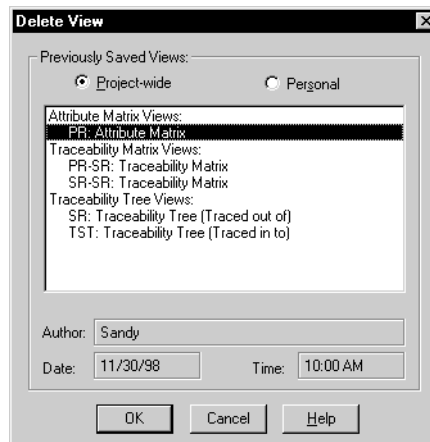 Delete View
Previously Saved Views:
Project-wide Personal
Attribute Matrix Views:
PR: Attribute Matrix
Traceability Matrix Views:
PR-SR: Traceability Matrix
SR-SR: Traceability Matrix
Traceability Tree Views:
SR: Traceability Tree (Traced out of)
TST: Traceability Tree (Traced in to)
Author: Sandy
Date: 11/30/98 Time: 10:00 AM
OK Cancel Help